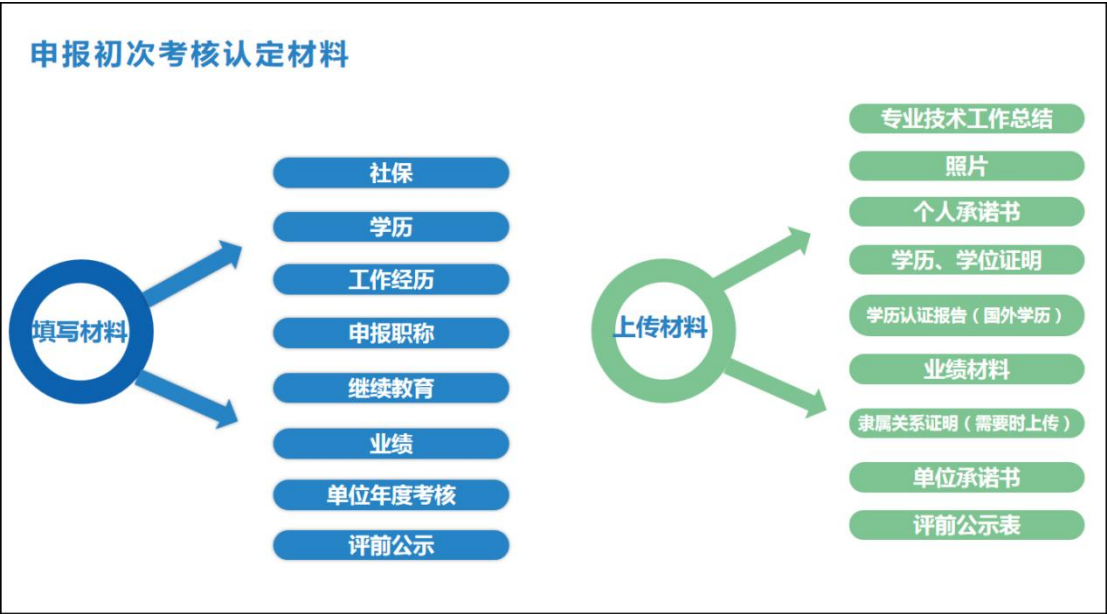 申报初次考核认定材料
填写材料
社保
学历
工作经历
申报职称
继续教育
业绩
单位年度考核
评前公示
上传材料
专业技术工作总结
照片
个人承诺书
学历、学位证明
学历认证报告（国外学历）
业绩材料
隶属关系证明（需要时上传）
单位承诺书
评前公示表